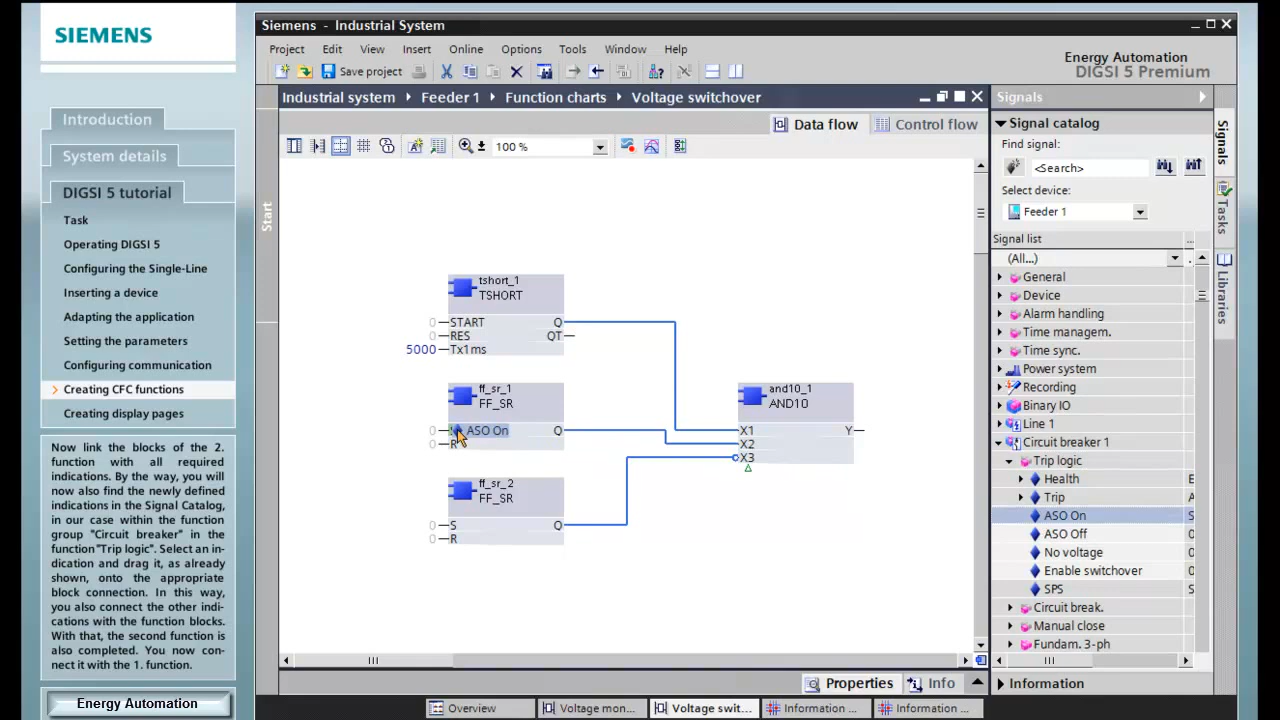 SIEMENS
Introduction
System details
DIGSI 5 tutorial
Task
Operating DIGSI 5
Configuring the Single-Line
Inserting a device
Adapting the application
Setting the parameters
Configuring communication
Creating CFC functions
Creating display pages
Now link the blocks of the 2.
function with all required
indications. By the way, you will
now also find the newly defined
indications in the Signal Catalog,
in our case within the function
group "Circuit breaker" in the
function "Trip logic". Select an in-
dication and drag it, as already
shown, onto the appropriate
block connection. In this way,
you also connect the other indi-
cations with the function blocks.
With that, the second function is
also completed. You now con-
nect it with the 1. function.
Energy Automation
Siemens - Industrial System
Project Edit View Insert Online Options Tools Window Help
Save project
Energy Automation
DIGSI 5 Premium
Industrial system Feeder 1 Function charts Voltage switchover
Data flow Control flow
100 %
Start
tshort_1
TSHORT
0 START Q
0 RES QT
5000 Tx1ms
ff_sr_1
FF_SR
0 ASO On Q
0 R
ff_sr_2
FF_SR
0 S Q
0 R
and10_1
AND10
X1 Y
X2
X3
Properties Info
Overview Voltage mon... Voltage swit... Information ... Information ...
Signals
Signal catalog
Find signal:
<Search>
Select device:
Feeder 1
Signal list ...
(All...) .
General
Device
Alarm handling
Time managem.
Time sync.
Power system
Recording
Binary IO
Line 1
Circuit breaker 1
Trip logic
Health E
Trip A
ASO On S
ASO Off 0
No voltage 0
Enable switchover 0
SPS S
Circuit break.
Manual close
Fundam. 3-ph
Information
Signals
Tasks
Libraries